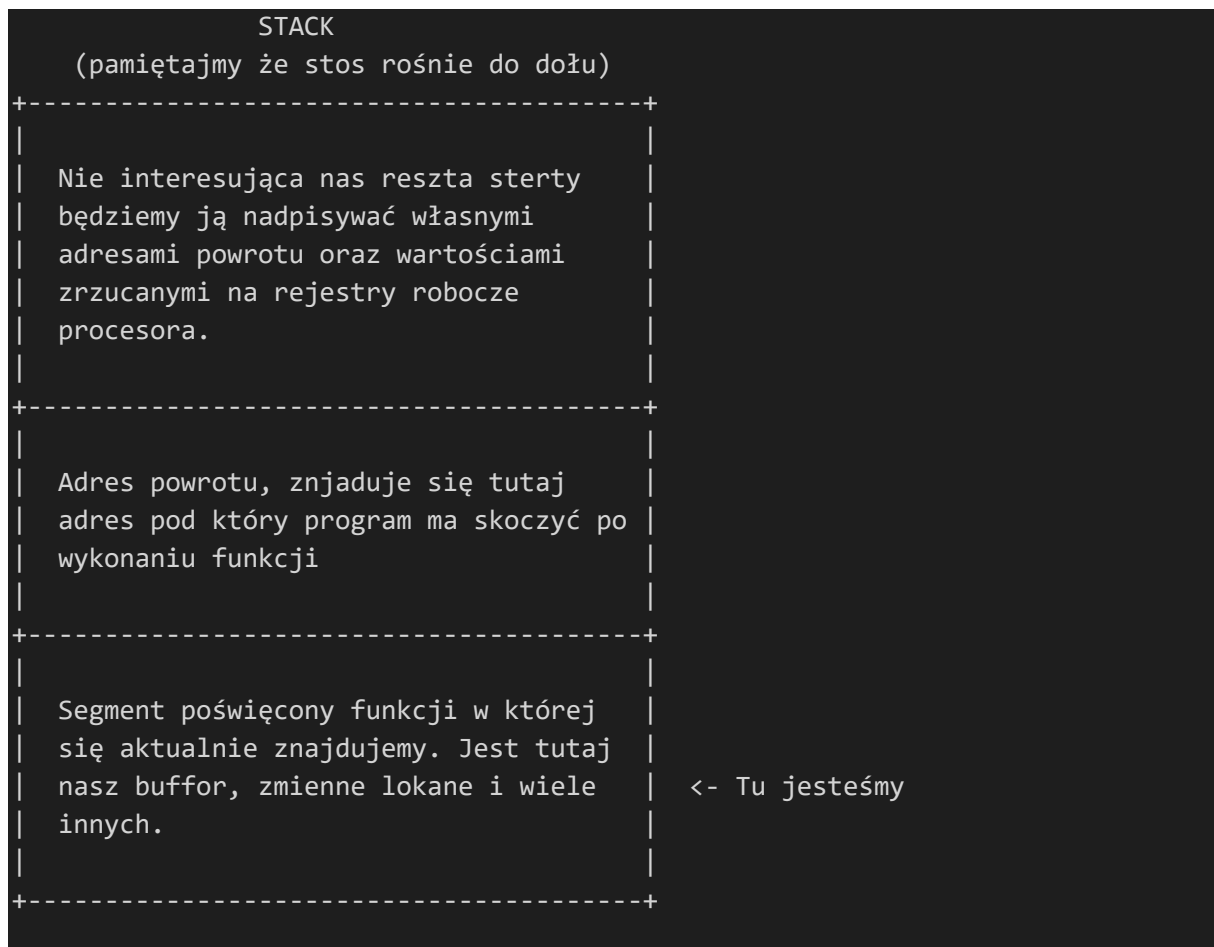 STACK
(pamiętajmy że stos rośnie do dołu)
+----------------------------------------+
|                                        |
|  Nie interesująca nas reszta sterty    |
|  będziemy ją nadpisywać własnymi       |
|  adresami powrotu oraz wartościami     |
|  zrzucanymi na rejestry robocze        |
|  procesora.                            |
|                                        |
+----------------------------------------+
|                                        |
|  Adres powrotu, znjaduje się tutaj     |
|  adres pod który program ma skoczyć po |
|  wykonaniu funkcji                     |
|                                        |
+----------------------------------------+
|                                        |
|  Segment poświęcony funkcji w której   |
|  się aktualnie znajdujemy. Jest tutaj  |
|  nasz buffor, zmienne lokane i wiele   |  <- Tu jesteśmy
|  innych.                               |
|                                        |
+----------------------------------------+